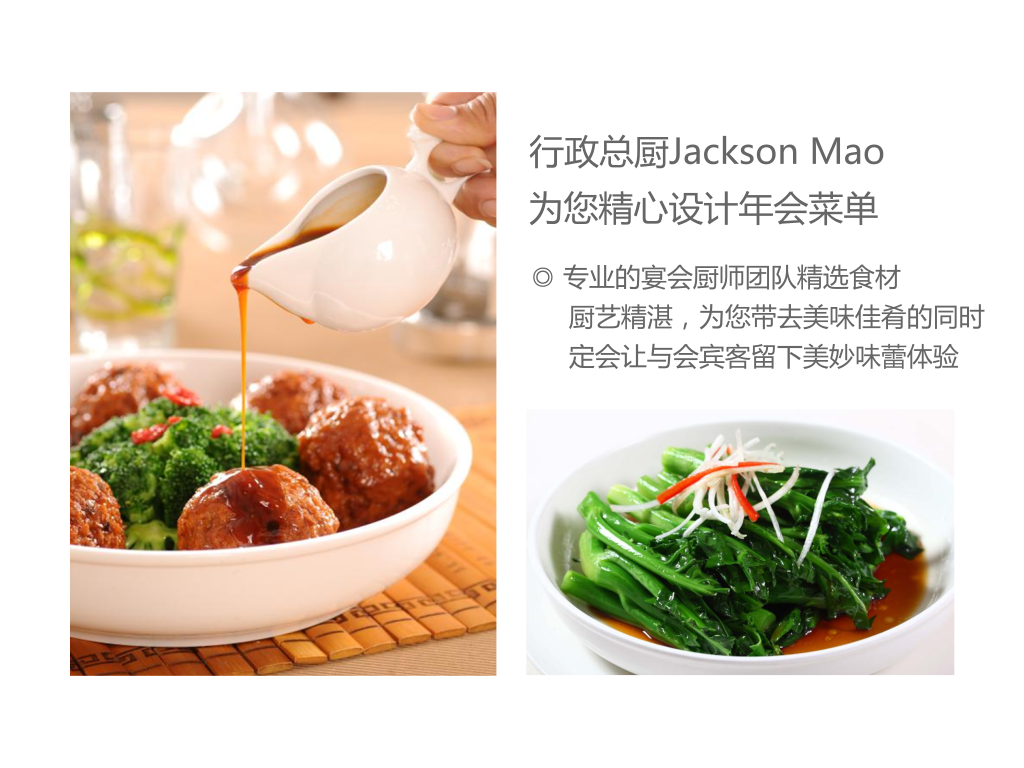 行政总厨Jackson Mao
为您精心设计年会菜单
◎ 专业的宴会厨师团队精选食材
厨艺精湛，为您带去美味佳肴的同时
定会让与会宾客留下美妙味蕾体验